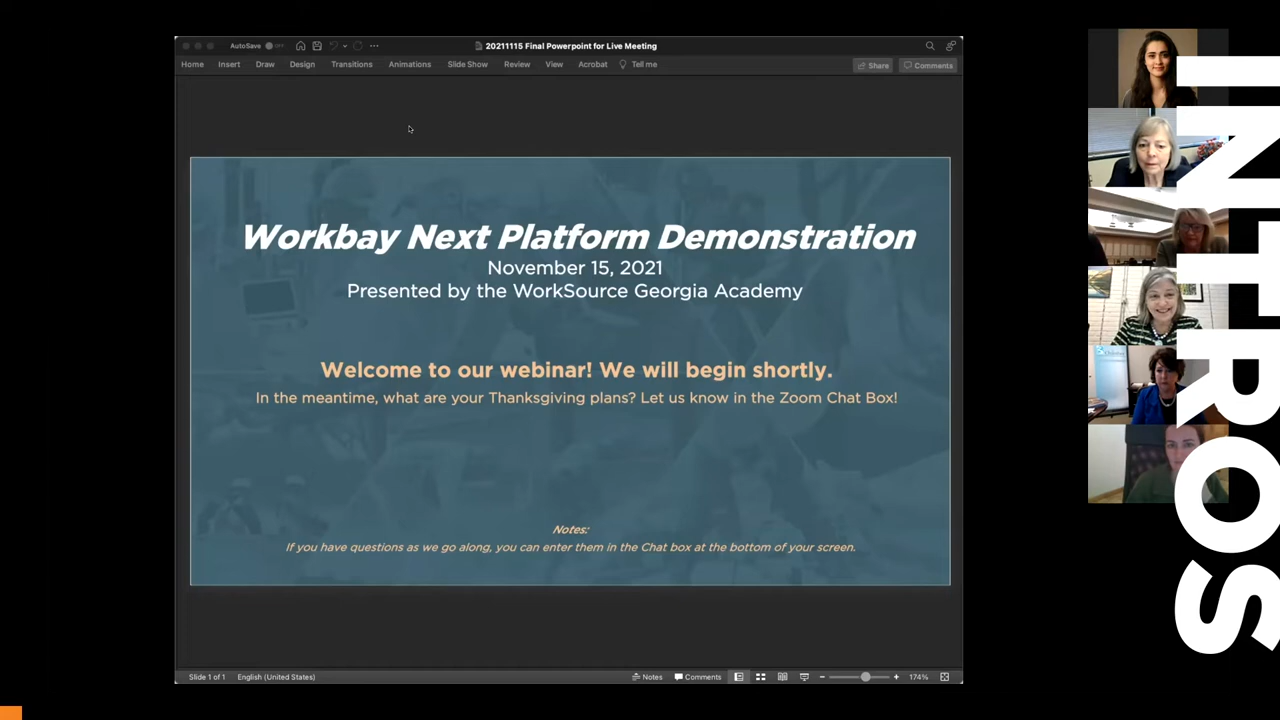 AutoSave OFF
20211115 Final Powerpoint for Live Meeting
Home Insert Draw Design Transitions Animations Slide Show Review View Acrobat Tell me Share Comments
Workbay Next Platform Demonstration
November 15, 2021
Presented by the WorkSource Georgia Academy
Welcome to our webinar! We will begin shortly.
In the meantime, what are your Thanksgiving plans? Let us know in the Zoom Chat Box!
Notes:
If you have questions as we go along, you can enter them in the Chat box at the bottom of your screen.
Slide 1 of 1 English (United States) Notes Comments 174%
INTROS